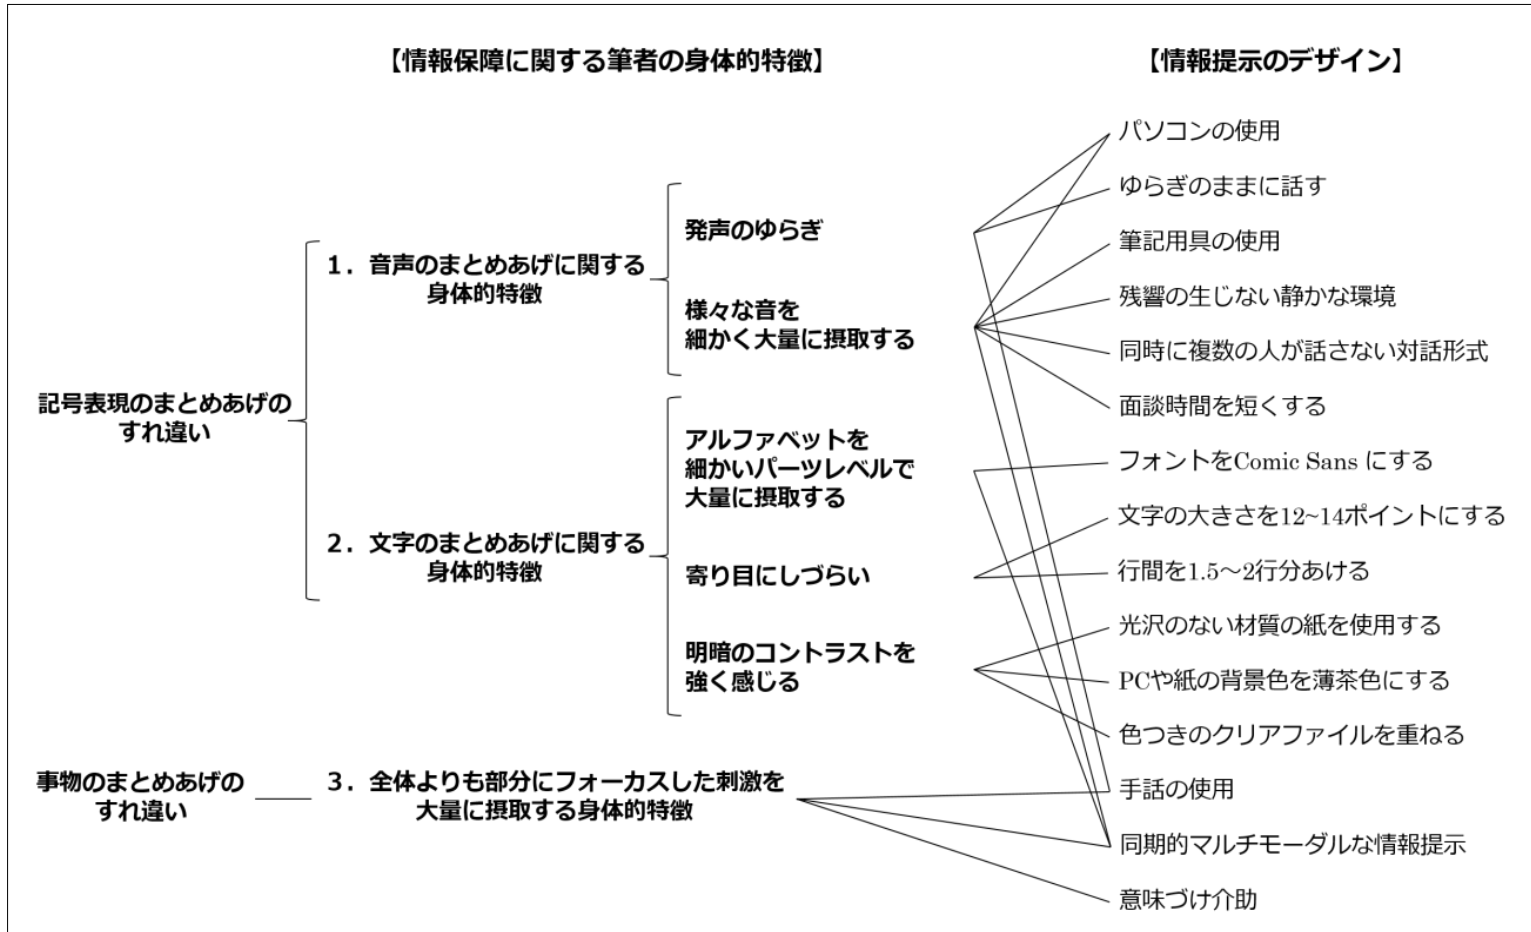 【情報保障に関する筆者の身体的特徴】
【情報提示のデザイン】
記号表現のまとめあげの
すれ違い
1．音声のまとめあげに関する
身体的特徴
発声のゆらぎ
様々な音を
細かく大量に摂取する
2．文字のまとめあげに関する
身体的特徴
アルファベットを
細かいパーツレベルで
大量に摂取する
寄り目にしづらい
明暗のコントラストを
強く感じる
事物のまとめあげの
すれ違い
3．全体よりも部分にフォーカスした刺激を
大量に摂取する身体的特徴
パソコンの使用
ゆらぎのままに話す
筆記用具の使用
残響の生じない静かな環境
同時に複数の人が話さない対話形式
面談時間を短くする
フォントをComic Sans にする
文字の大きさを12~14ポイントにする
行間を1.5～2行分あける
光沢のない材質の紙を使用する
PCや紙の背景色を薄茶色にする
色つきのクリアファイルを重ねる
手話の使用
同期的マルチモーダルな情報提示
意味づけ介助